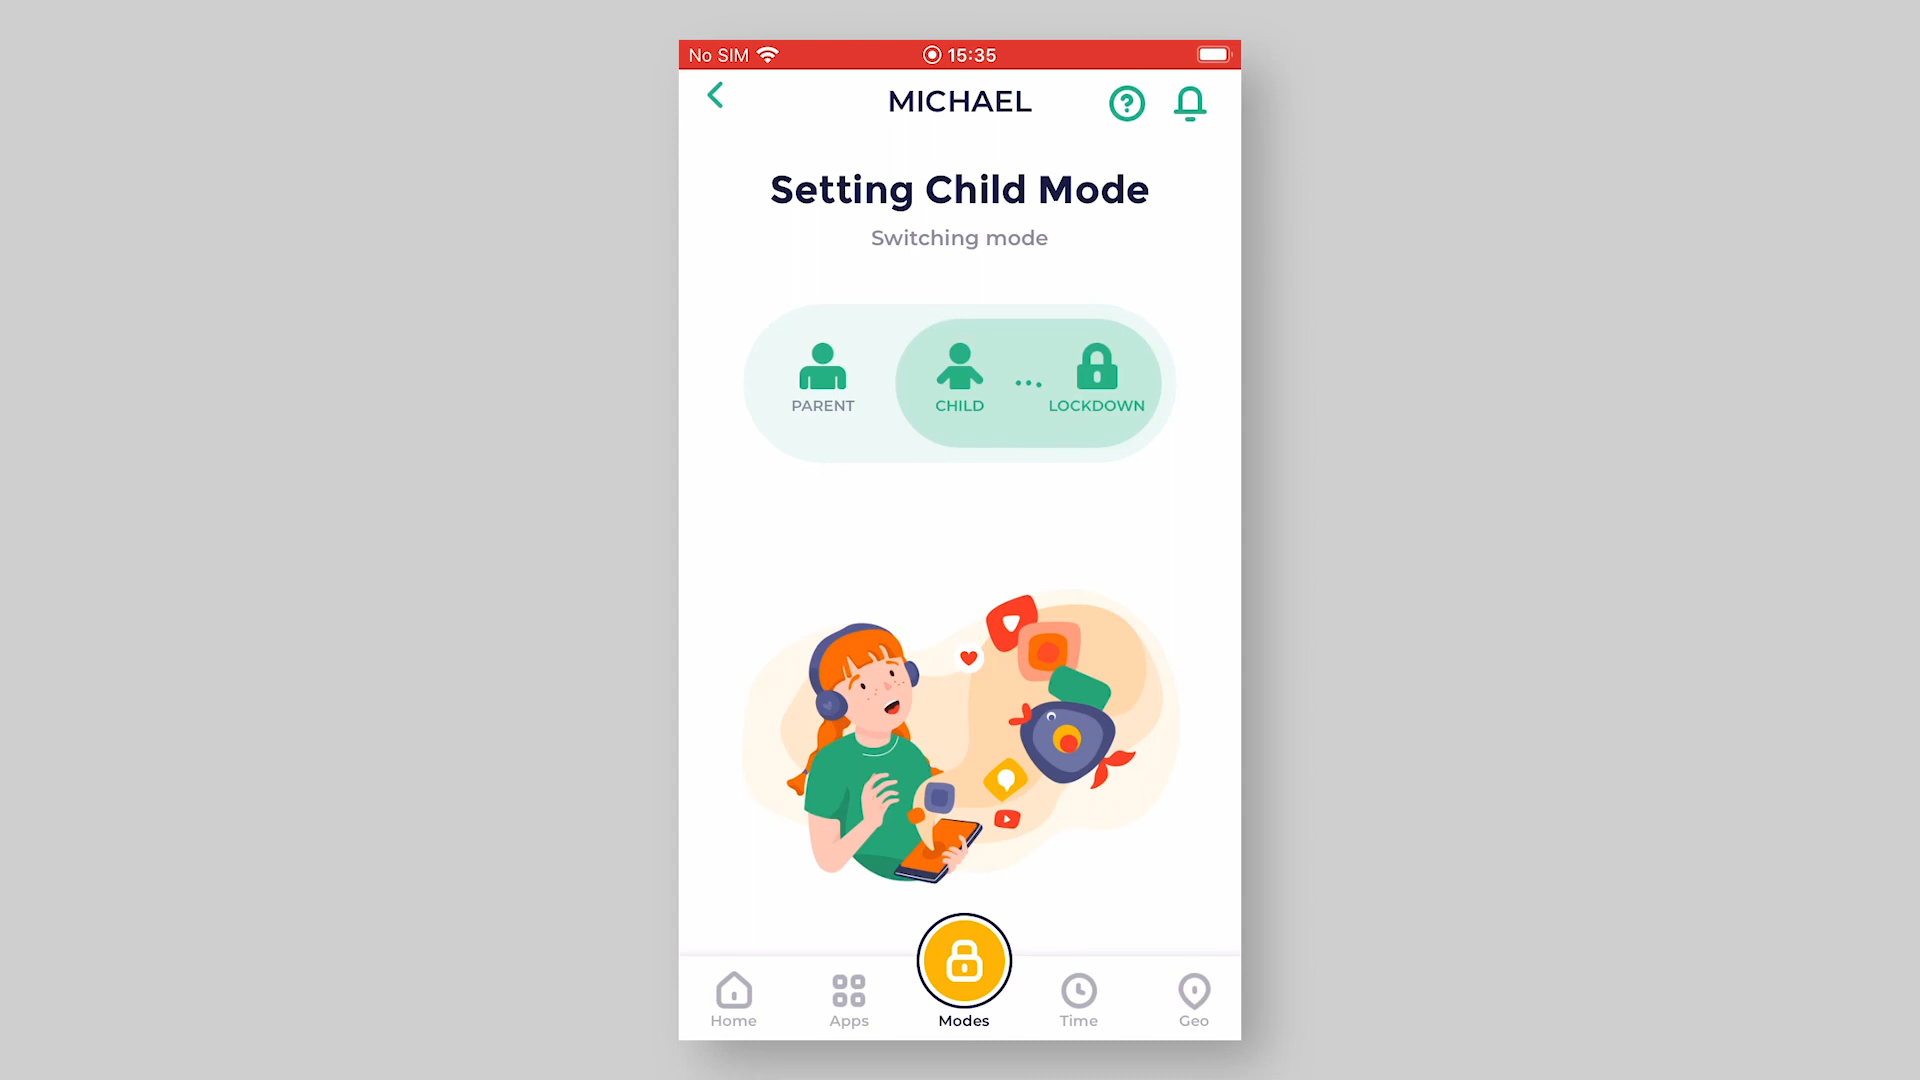 No SIM 15:35
MICHAEL
Setting Child Mode
Switching mode
PARENT CHILD ... LOCKDOWN
Home Apps Modes Time Geo